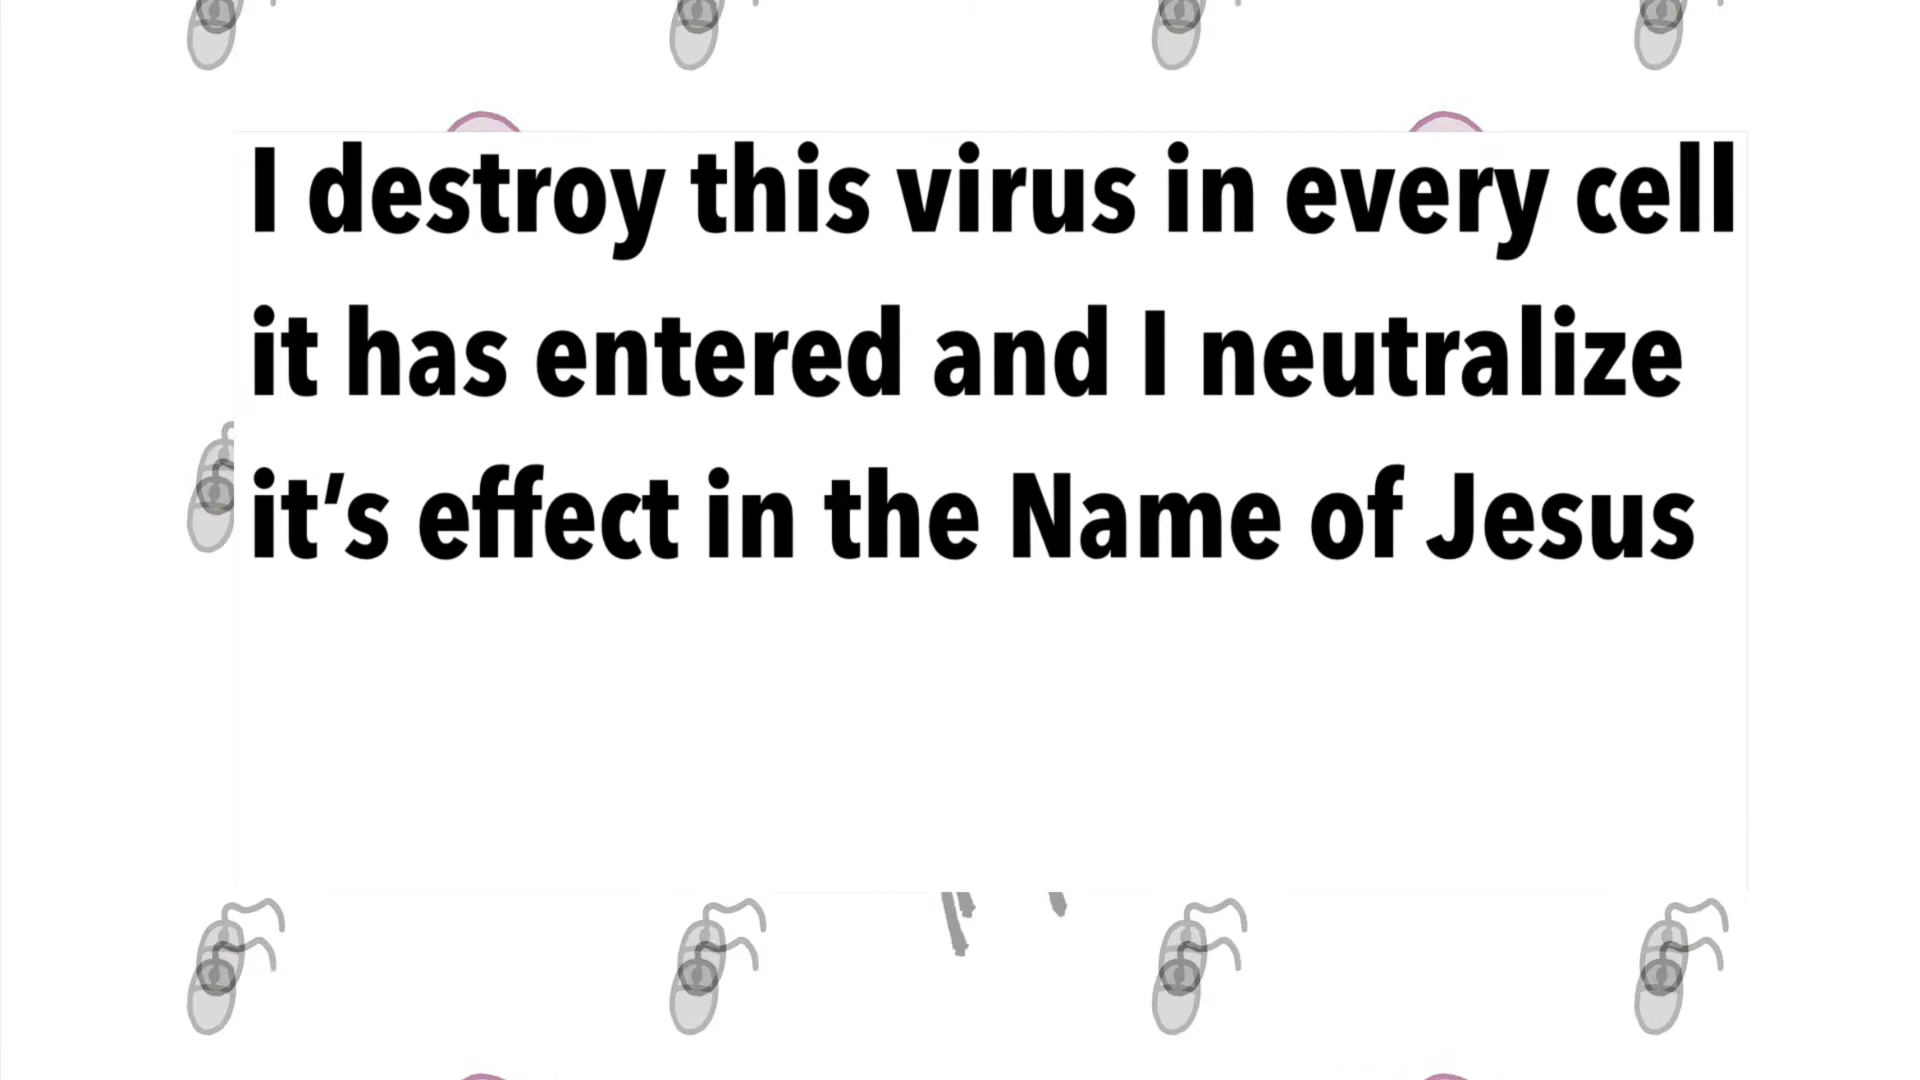 I destroy this virus in every cell
it has entered and I neutralize
it’s effect in the Name of Jesus